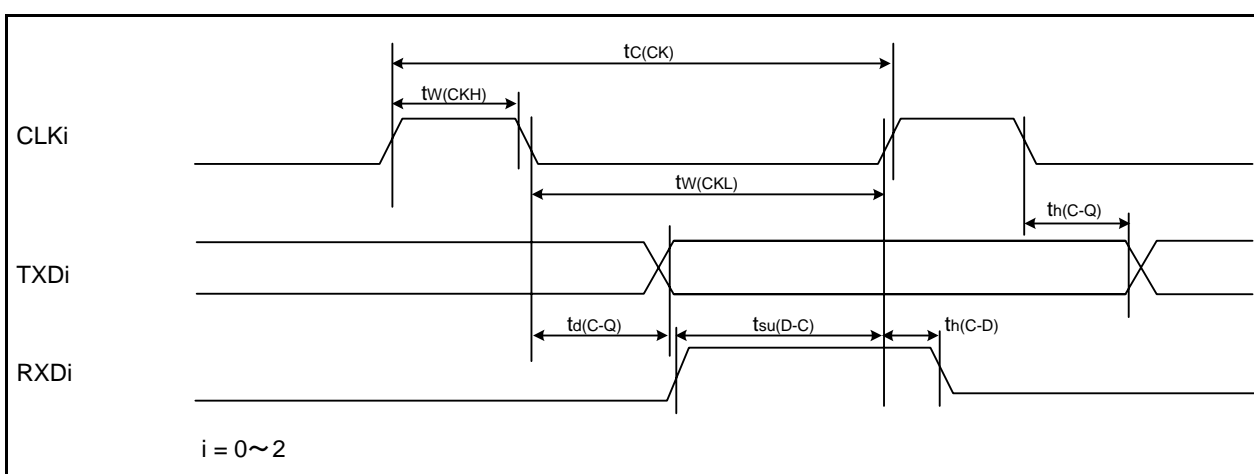 tC(CK)
tW(CKH)
CLKi
tW(CKL)
th(C-Q)
TXDi
td(C-Q)
tsu(D-C)
th(C-D)
RXDi
i = 0～2